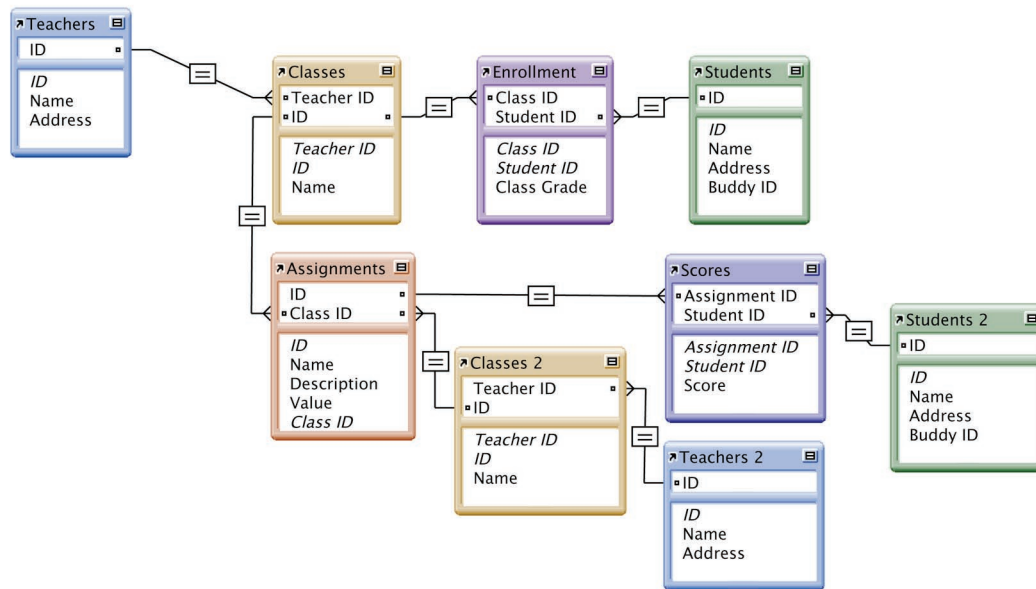 Teachers
ID
ID
Name
Address
Classes
Teacher ID
ID
Teacher ID
ID
Name
Enrollment
Class ID
Student ID
Class ID
Student ID
Class Grade
Students
ID
ID
Name
Address
Buddy ID
Assignments
ID
Class ID
ID
Name
Description
Value
Class ID
Classes 2
Teacher ID
ID
Teacher ID
ID
Name
Scores
Assignment ID
Student ID
Assignment ID
Student ID
Score
Teachers 2
ID
ID
Name
Address
Students 2
ID
ID
Name
Address
Buddy ID